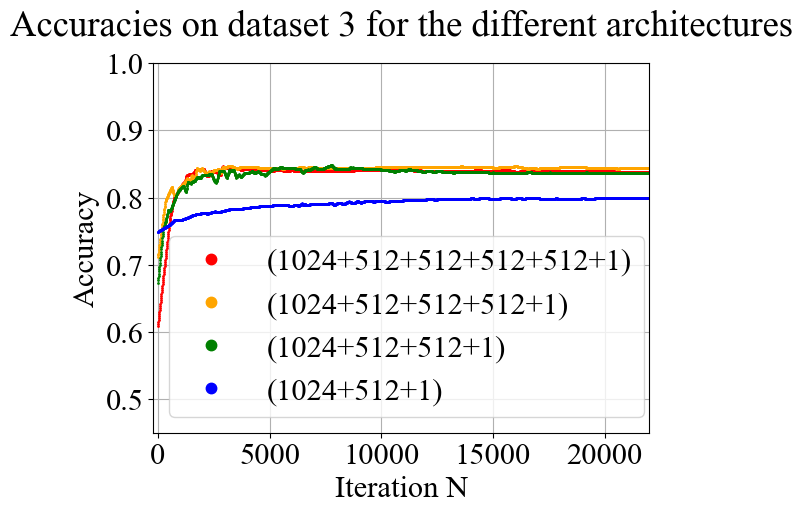 Accuracies on dataset 3 for the different architectures
1.0
0.9
0.8
0.7
0.6
0.5
Accuracy
(1024+512+512+512+512+1)
(1024+512+512+512+1)
(1024+512+512+1)
(1024+512+1)
0 5000 10000 15000 20000
Iteration N